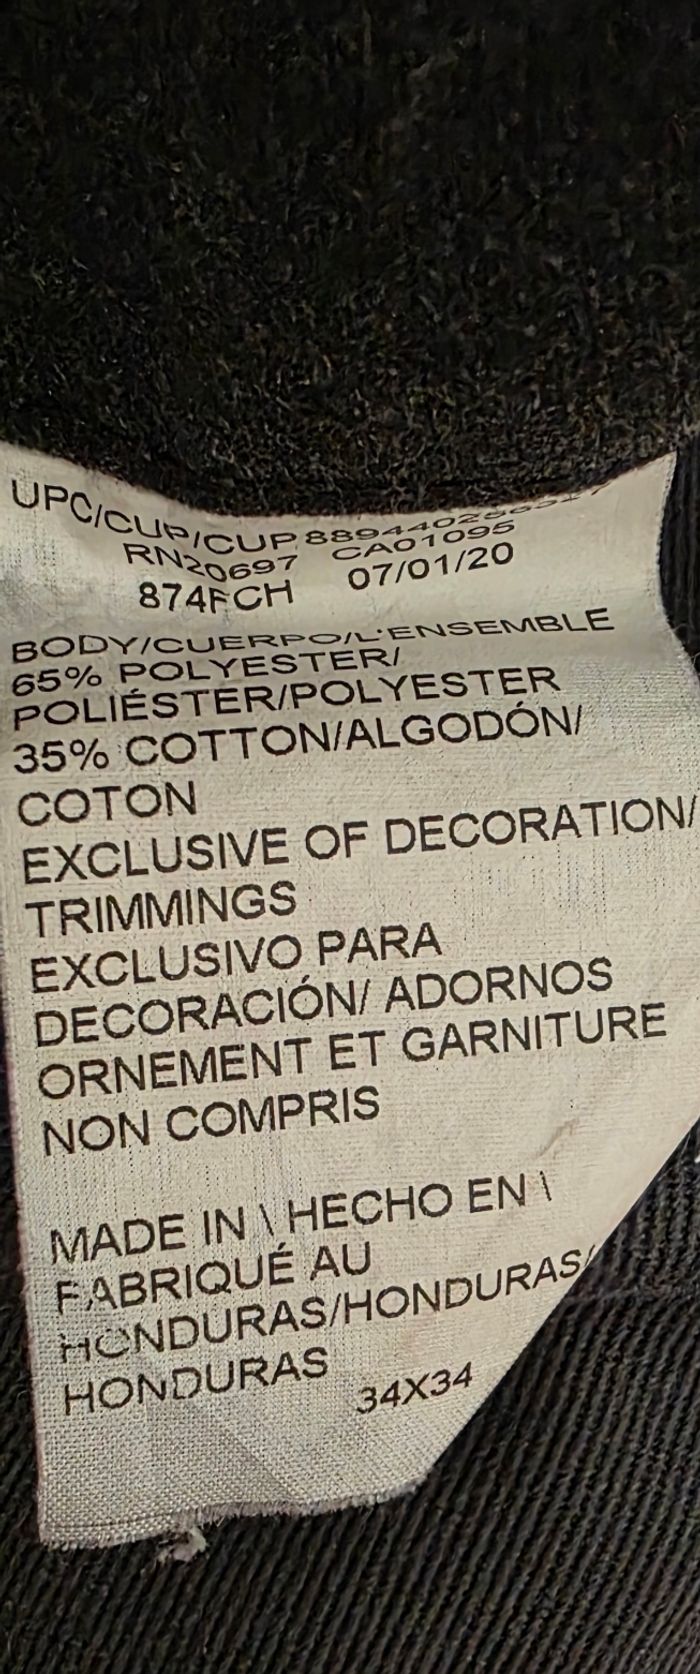 UPC/CUP/CUP
RN20697 CA01095
874FCH 07/01/20
BODY/CUERPO/L'ENSEMBLE
65% POLYESTER/
POLIÉSTER/POLYESTER
35% COTTON/ALGODÓN/
COTON
EXCLUSIVE OF DECORATION/
TRIMMINGS
EXCLUSIVO PARA
DECORACIÓN/ ADORNOS
ORNEMENT ET GARNITURE
NON COMPRIS
MADE IN \ HECHO EN \
FABRIQUÉ AU
HONDURAS/HONDURAS/
HONDURAS
34X34